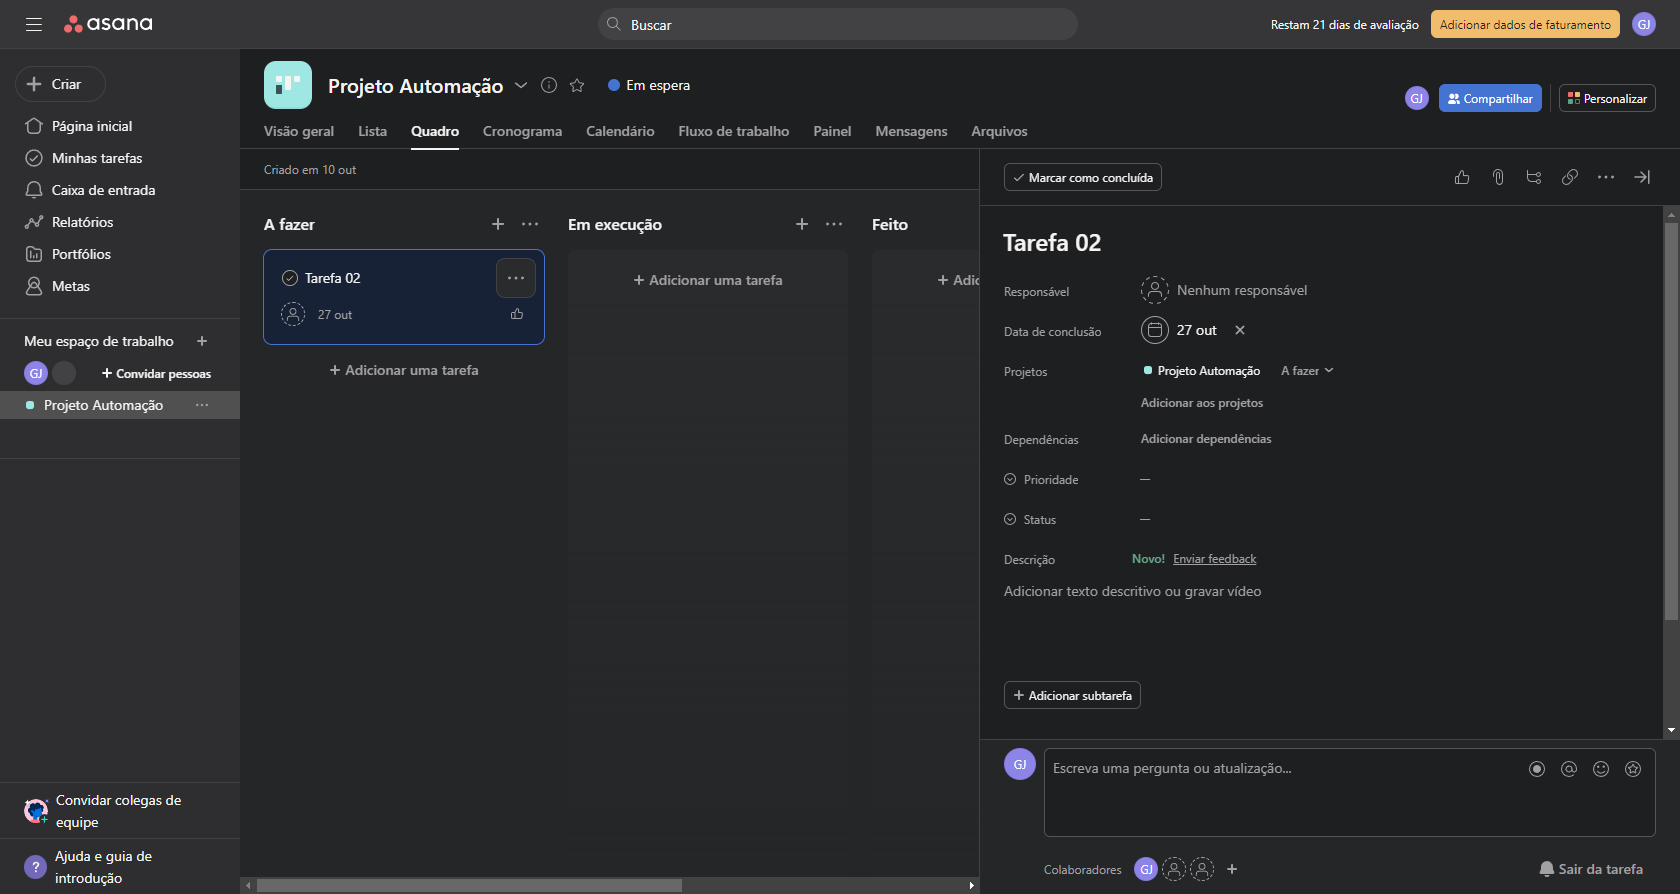 asana
Buscar
Restam 21 dias de avaliação
Adicionar dados de faturamento
GJ
Criar
Página inicial
Minhas tarefas
Caixa de entrada
Relatórios
Portfólios
Metas
Meu espaço de trabalho
GJ
+ Convidar pessoas
Projeto Automação
Convidar colegas de
equipe
? Ajuda e guia de
introdução
Projeto Automação
Em espera
GJ
Compartilhar
Personalizar
Visão geral Lista Quadro Cronograma Calendário Fluxo de trabalho Painel Mensagens Arquivos
Criado em 10 out
A fazer
Tarefa 02
27 out
+ Adicionar uma tarefa
Em execução
+ Adicionar uma tarefa
Feito
+ Adic
Marcar como concluída
Tarefa 02
Responsável Nenhum responsável
Data de conclusão 27 out
Projetos Projeto Automação A fazer
Adicionar aos projetos
Dependências Adicionar dependências
Prioridade —
Status —
Descrição Novo! Enviar feedback
Adicionar texto descritivo ou gravar vídeo
+ Adicionar subtarefa
GJ
Escreva uma pergunta ou atualização...
Colaboradores GJ
Sair da tarefa